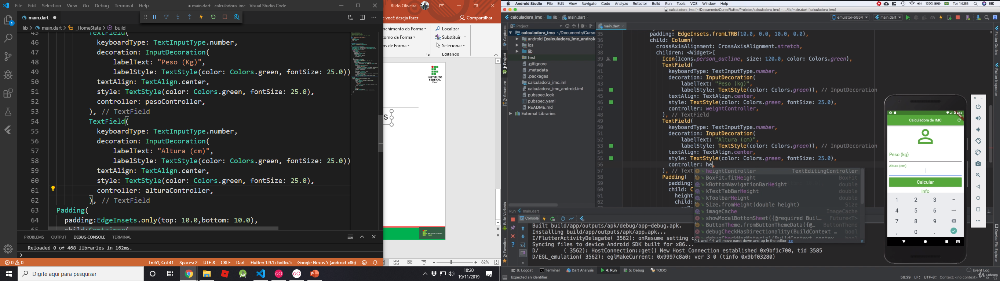 File Edit Selection View Go Debug Terminal Help
● main.dart - calculadora_imc - Visual Studio Code
main.dart
lib > main.dart > _HomeState > build
45 TextField(
46 keyboardType: TextInputType.number,
47 decoration: InputDecoration(
48 labelText: "Peso (Kg)",
49 labelStyle: TextStyle(color: Colors.green, fontSize: 25.0))
50 textAlign: TextAlign.center,
51 style: TextStyle(color: Colors.green, fontSize: 25.0),
52 controller: pesoController,
53 ), // TextField
54 TextField(
55 keyboardType: TextInputType.number,
56 decoration: InputDecoration(
57 labelText: "Altura (cm)",
58 labelStyle: TextStyle(color: Colors.green, fontSize: 25.0))
59 textAlign: TextAlign.center,
60 style: TextStyle(color: Colors.green, fontSize: 25.0),
61 controller: alturaController,
62 ), // TextField
63 Padding(
64 padding:EdgeInsets.only(top: 10.0,bottom: 10.0),
65 child:Container(
PROBLEMS OUTPUT DEBUG CONSOLE TERMINAL
Reloaded 0 of 468 libraries in 162ms.
0 0
Ln 61, Col 41 Spaces: 2 UTF-8 CRLF Dart Flutter: 1.9.1+hotfix.5 Google Nexus 5 (android-x86)
Digite aqui para pesquisar
10:20
19/11/2019
Rildo Oliveira
e você deseja fazer
Compartilhar
nchimento da Forma
orno da Forma
os de Forma
Localizar
Substituir
Selecionar
Editando
INSTITUTO
FEDERAL
Piauí
S
INSTITUTO FEDERAL
82%
Android Studio File Edit View Navigate Code Analyze Refactor Build Run Tools VCS Window Help
100% Ter 14:55
calculadora_imc [~/Documents/CursoFlutter/Projetos/calculadora_imc] - .../lib/main.dart [calculadora_imc]
calculadora_imc lib main.dart
emulator-5554 main.dart
Project
main.dart
calculadora_imc ~/Documents/Curso
android [calculadora_imc_android
ios
lib
test
.gitignore
.metadata
.packages
calculadora_imc.iml
calculadora_imc_android.iml
pubspec.lock
pubspec.yaml
README.md
External Libraries
Captures
1: Project
Z: Structure
Build Variants
2: Favorites
Flutter Outline
Flutter Inspector
Device File Explorer
35 padding: EdgeInsets.fromLTRB(10.0, 0.0, 10.0, 0.0),
36 child: Column(
37 crossAxisAlignment: CrossAxisAlignment.stretch,
38 children: <Widget>[
39 Icon(Icons.person_outline, size: 120.0, color: Colors.green),
40 TextField(
41 keyboardType: TextInputType.number,
42 decoration: InputDecoration(
43 labelText: "Peso (kg)",
44 labelStyle: TextStyle(color: Colors.green)), // InputDecoration
45 textAlign: TextAlign.center,
46 style: TextStyle(color: Colors.green, fontSize: 25.0),
47 controller: weightController,
48 ), // TextField
49 TextField(
50 keyboardType: TextInputType.number,
51 decoration: InputDecoration(
52 labelText: "Altura (cm)",
53 labelStyle: TextStyle(color: Colors.green)), // InputDecoration
54 textAlign: TextAlign.center,
55 style: TextStyle(color: Colors.green, fontSize: 25.0),
56 controller: he,
57 ), // Text
58 Padding(
59 padding:
60 child: C
61 height
62 child:
heightController TextEditingController
BoxFit.fitHeight BoxFit
kBottomNavigationBarHeight double
kTextTabBarHeight double
kToolbarHeight double
Size.fromHeight(double height) Size
imageCache ImageCache
showModalBottomSheet({@required Buil... Future<T>
ButtonTheme.fromButtonThemeData({@... ButtonTheme
debugCheckHasDirectionality(BuildContext ... bool
debugCheckHasMaterial(BuildContext contex... bool
^↓ and ^↑ will move caret down and up in the editor >>
Calculadora de IMC
Peso (kg)
Altura (cm)
Calcular
Info
1 2 3 -
4 5 6
7 8 9
, 0 .
Run main.dart
Console
Built build/app/outputs/apk/debug/app-debug.apk.
Installing build/app/outputs/apk/app.apk...
I/FlutterActivityDelegate( 3562): onResume setting c
Syncing files to device Android SDK built for x86...
D/ ( 3562): HostConnection::get() New Host Connection established 0x9bf1c700, tid 3585
D/EGL_emulation( 3562): eglMakeCurrent: 0x9997c8a0: ver 3 0 (tinfo 0x9bf03280)
6: Logcat Terminal Dart Analysis 4: Run 5: Debug TODO
Event Log
Expected an identifier.
56:29 LF÷ UTF-8÷ Context: <no context>
Udemy